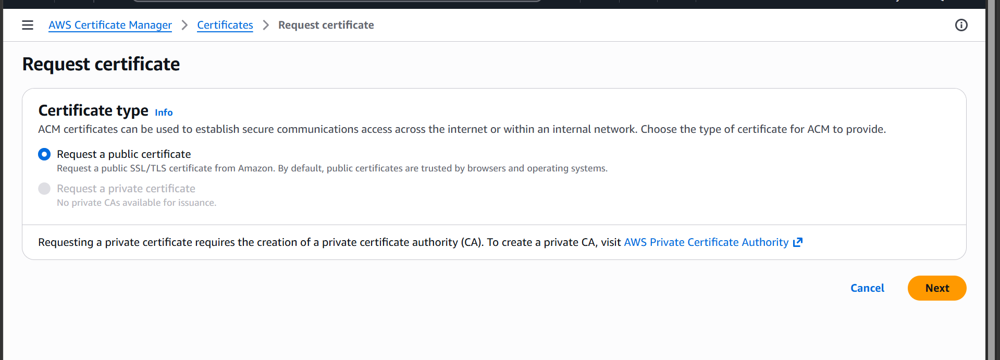 AWS Certificate Manager > Certificates > Request certificate
Request certificate
Certificate type Info
ACM certificates can be used to establish secure communications access across the internet or within an internal network. Choose the type of certificate for ACM to provide.
Request a public certificate
Request a public SSL/TLS certificate from Amazon. By default, public certificates are trusted by browsers and operating systems.
Request a private certificate
No private CAs available for issuance.
Requesting a private certificate requires the creation of a private certificate authority (CA). To create a private CA, visit AWS Private Certificate Authority
Cancel
Next